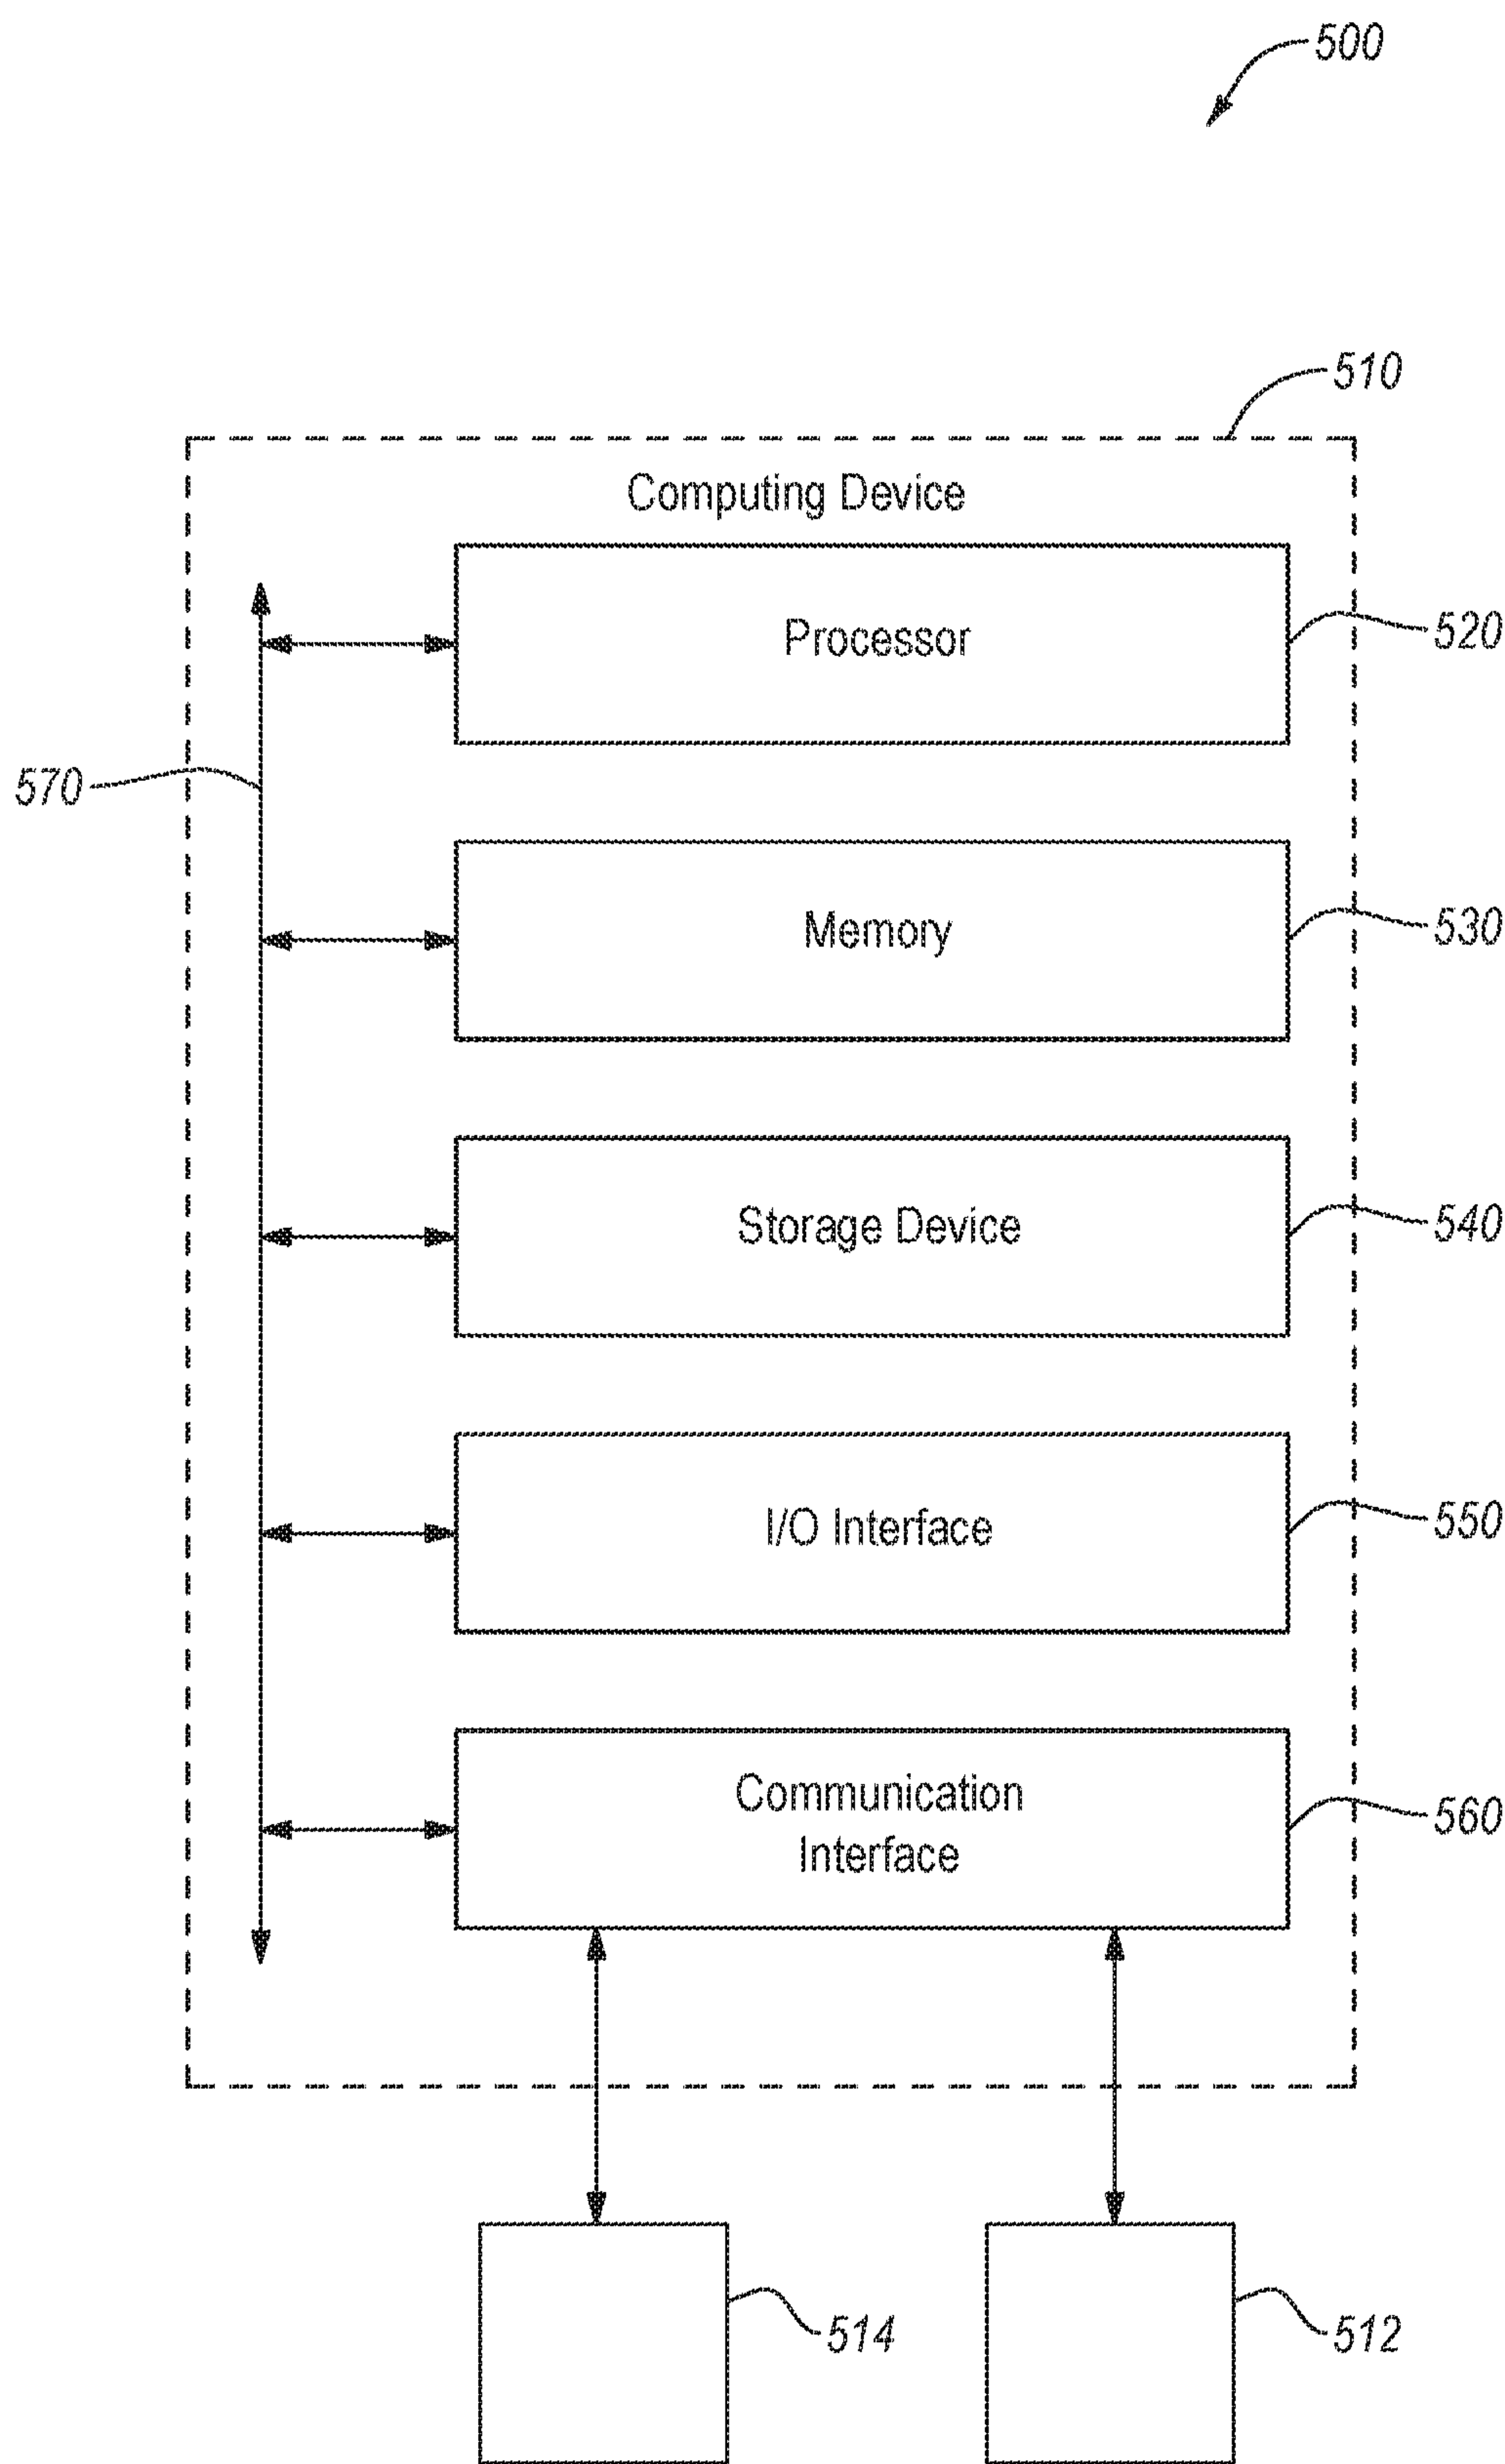 500
510
Computing Device
Processor
520
570
Memory
530
Storage Device
540
I/O Interface
550
Communication
Interface
560
514
512